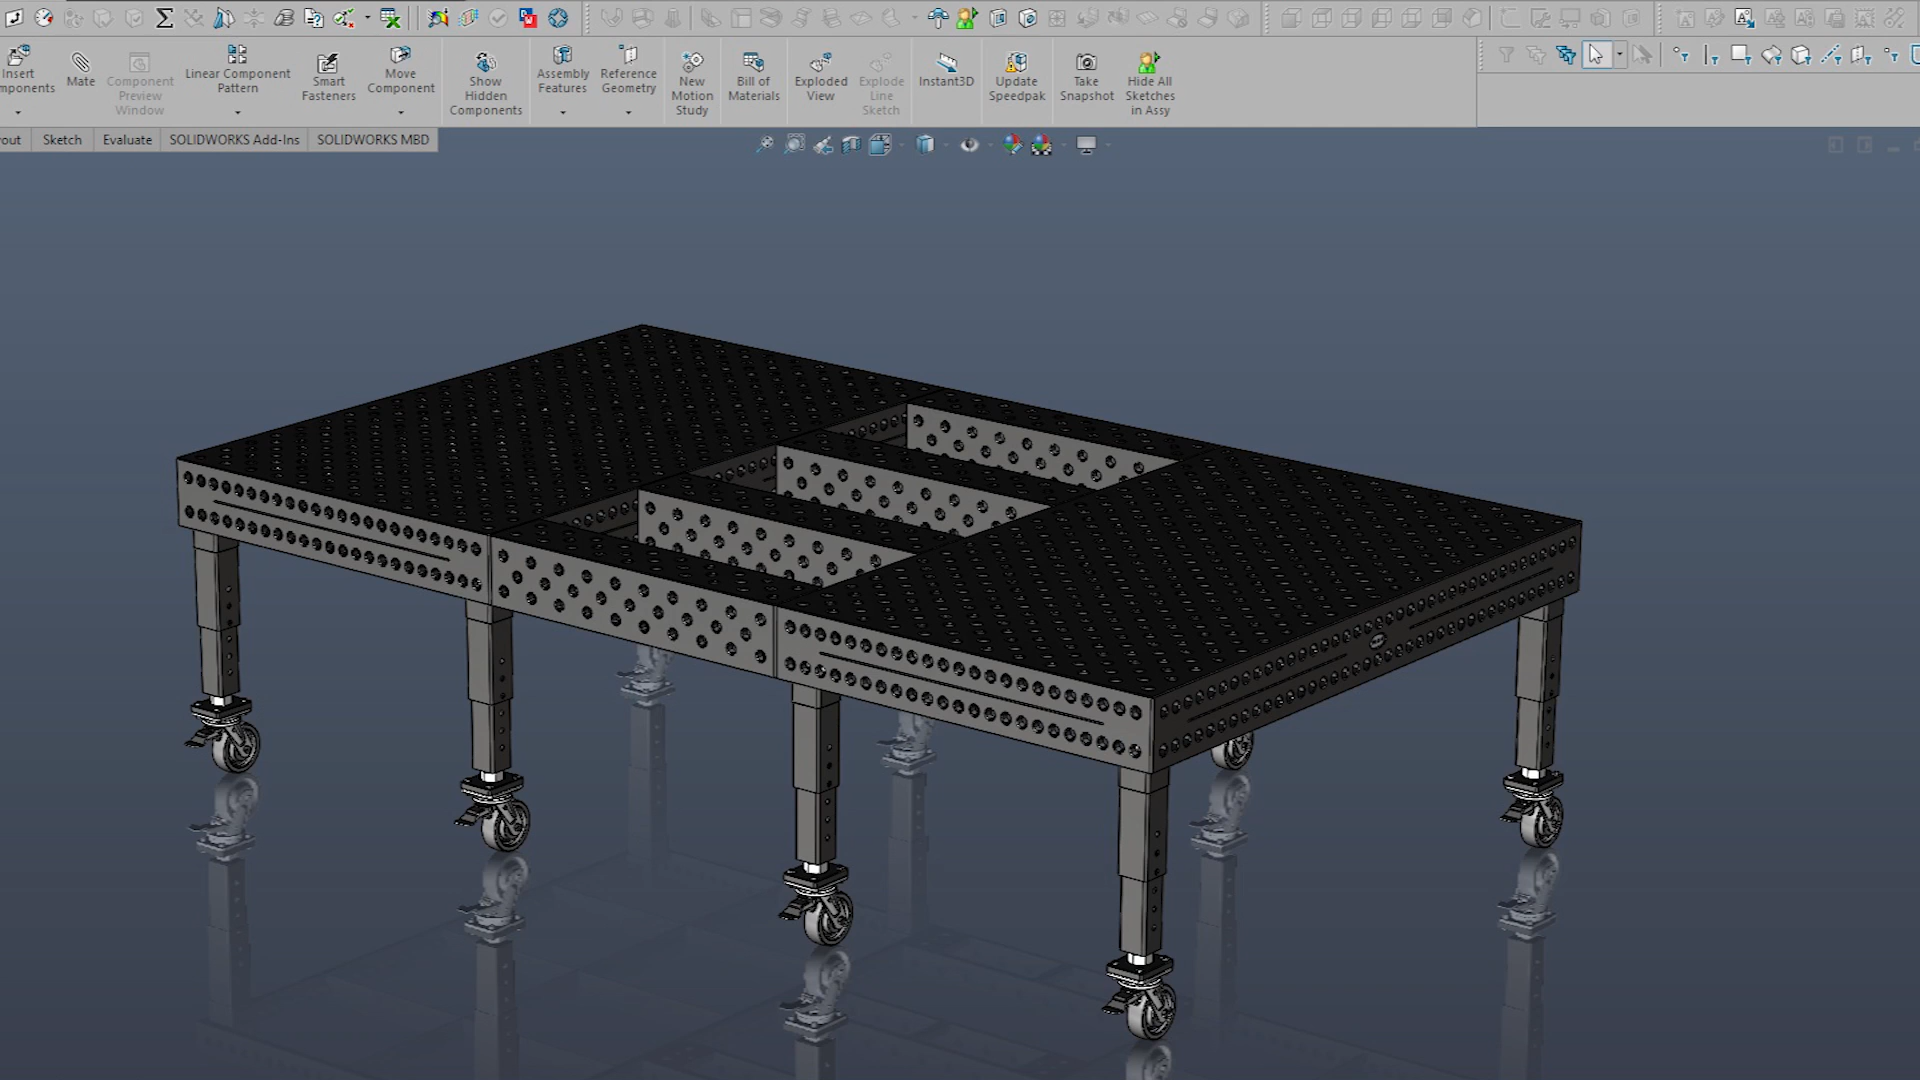 Insert
mponents
Mate
Component
Preview
Window
Linear Component
Pattern
Smart
Fasteners
Move
Component
Show
Hidden
Components
Assembly
Features
Reference
Geometry
New
Motion
Study
Bill of
Materials
Exploded
View
Explode
Line
Sketch
Instant3D
Update
Speedpak
Take
Snapshot
Hide All
Sketches
in Assy
out Sketch Evaluate SOLIDWORKS Add-Ins SOLIDWORKS MBD